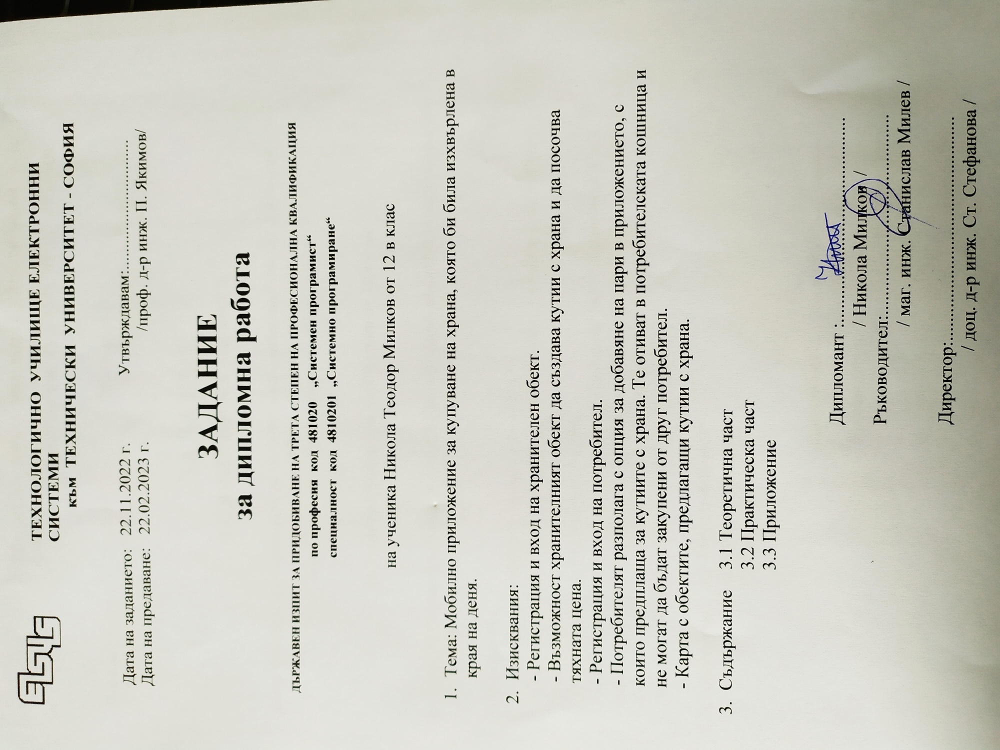 ТЕХНОЛОГИЧНО УЧИЛИЩЕ ЕЛЕКТРОННИ
СИСТЕМИ
към ТЕХНИЧЕСКИ УНИВЕРСИТЕТ - СОФИЯ
Дата на заданието: 22.11.2022 г. Утвърждавам:..............................
Дата на предаване: 22.02.2023 г. /проф. д-р инж. П. Якимов/
ЗАДАНИЕ
за дипломна работа
ДЪРЖАВЕН ИЗПИТ ЗА ПРИДОБИВАНЕ НА ТРЕТА СТЕПЕН НА ПРОФЕСИОНАЛНА КВАЛИФИКАЦИЯ
по професия код 481020 „Системен програмист“
специалност код 4810201 „Системно програмиране“
на ученика Никола Теодор Милков от 12 в клас
1. Тема: Мобилно приложение за купуване на храна, която би била изхвърлена в
края на деня.
2. Изисквания:
- Регистрация и вход на хранителен обект.
- Възможност хранителният обект да създава кутии с храна и да посочва
тяхната цена.
- Регистрация и вход на потребител.
- Потребителят разполага с опция за добавяне на пари в приложението, с
които предплаща за кутиите с храна. Те отиват в потребителската кошница и
не могат да бъдат закупени от друг потребител.
- Карта с обектите, предлагащи кутии с храна.
3. Съдържание 3.1 Теоретична част
3.2 Практическа част
3.3 Приложение
Дипломант :..............................
/ Никола Милков /
Ръководител:..............................
/ маг. инж. Станислав Милев /
Директор:..............................
/ доц. д-р инж. Ст. Стефанова /